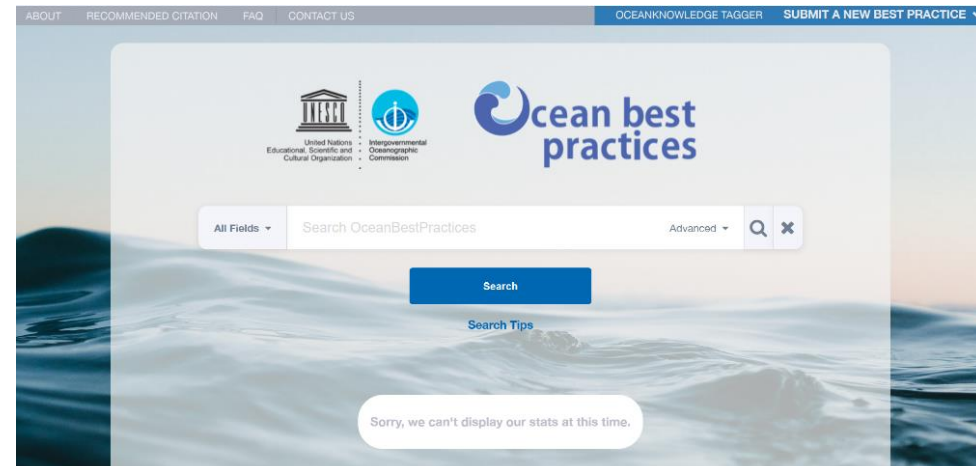 ABOUT RECOMMENDED CITATION FAQ CONTACT US OCEANKNOWLEDGE TAGGER SUBMIT A NEW BEST PRACTICE
UNESCO
United Nations
Educational, Scientific and
Cultural Organization
Intergovernmental
Oceanographic
Commission
Ocean best
practices
All Fields Search OceanBestPractices Advanced
Search
Search Tips
Sorry, we can't display our stats at this time.